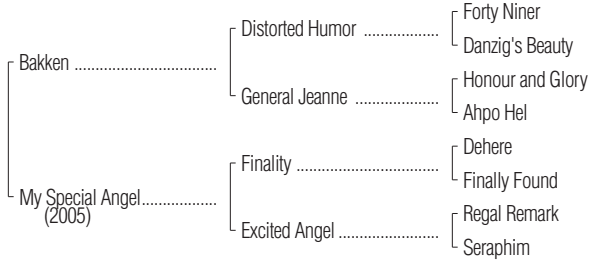 Forty Niner
Distorted Humor ..................
Danzig's Beauty
Bakken ..................................
Honour and Glory
General Jeanne ....................
Ahpo Hel
Dehere
Finality ..................................
Finally Found
My Special Angel..................
(2005)
Regal Remark
Excited Angel ........................
Seraphim